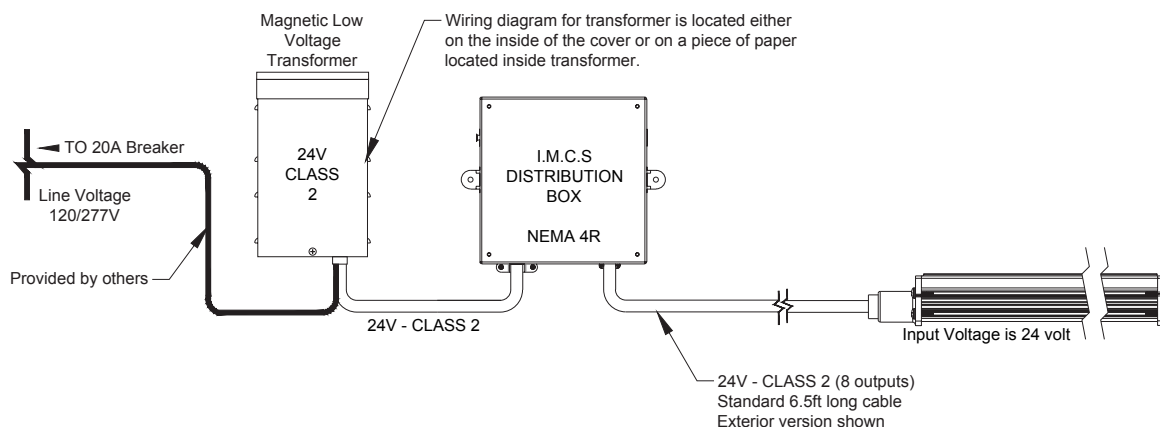 Magnetic Low
Voltage
Transformer
Wiring diagram for transformer is located either
on the inside of the cover or on a piece of paper
located inside transformer.
TO 20A Breaker
Line Voltage
120/277V
Provided by others
24V
CLASS
2
I.M.C.S
DISTRIBUTION
BOX
NEMA 4R
24V - CLASS 2
Input Voltage is 24 volt
24V - CLASS 2 (8 outputs)
Standard 6.5ft long cable
Exterior version shown